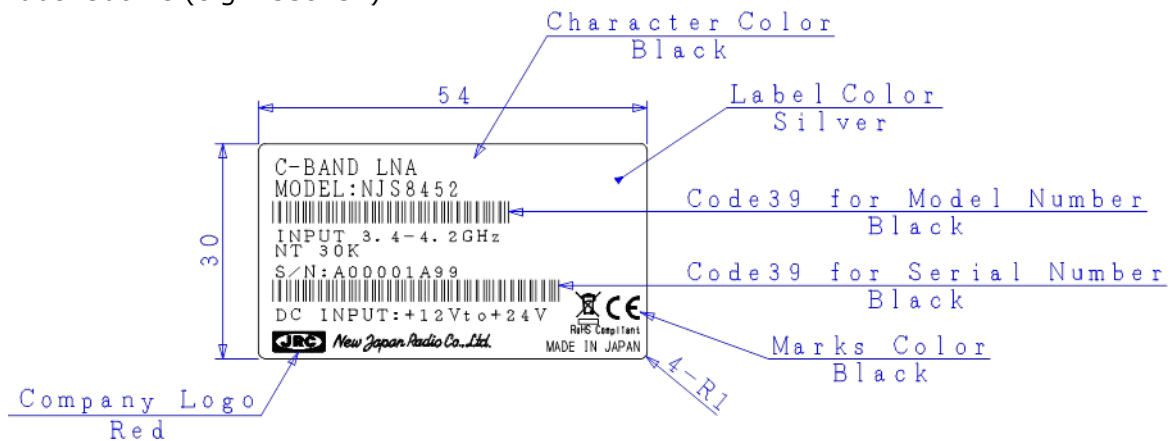 Character Color
Black
54
Label Color
Silver
C-BAND LNA
MODEL:NJS8452
Code39 for Model Number
Black
INPUT 3.4-4.2GHz
NT 30K
30
S/N:A00001A99
Code39 for Serial Number
Black
DC INPUT:+12Vto+24V
CE
RoHS Compliant
JRC New Japan Radio Co.,Ltd.
MADE IN JAPAN
Marks Color
Black
4-R1
Company Logo
Red